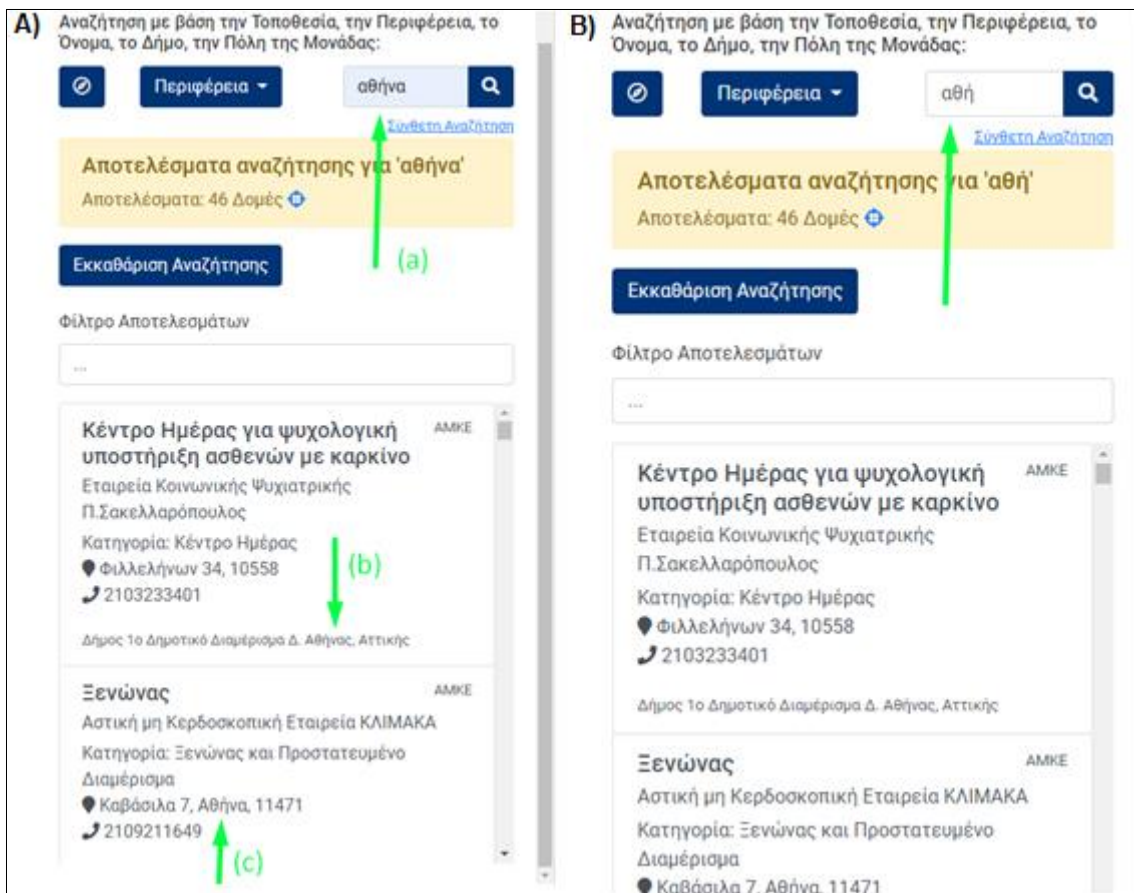 A)
Αναζήτηση με βάση την Τοποθεσία, την Περιφέρεια, το
Όνομα, το Δήμο, την Πόλη της Μονάδας:
Περιφέρεια
αθήνα
Σύνθετη Αναζήτηση
Αποτελέσματα αναζήτησης για 'αθήνα'
Αποτελέσματα: 46 Δομές
(a)
Εκκαθάριση Αναζήτησης
Φίλτρο Αποτελεσμάτων
...
Κέντρο Ημέρας για ψυχολογική
υποστήριξη ασθενών με καρκίνο
ΑΜΚΕ
Εταιρεία Κοινωνικής Ψυχιατρικής
Π.Σακελλαρόπουλος
Κατηγορία: Κέντρο Ημέρας
Φιλλελήνων 34, 10558
2103233401
(b)
Δήμος 1ο Δημοτικό Διαμέρισμα Δ. Αθήνας, Αττικής
Ξενώνας
ΑΜΚΕ
Αστική μη Κερδοσκοπική Εταιρεία ΚΛΙΜΑΚΑ
Κατηγορία: Ξενώνας και Προστατευμένο
Διαμέρισμα
Καβάσιλα 7, Αθήνα, 11471
2109211649
(c)
B)
Αναζήτηση με βάση την Τοποθεσία, την Περιφέρεια, το
Όνομα, το Δήμο, την Πόλη της Μονάδας:
Περιφέρεια
αθή
Σύνθετη Αναζήτηση
Αποτελέσματα αναζήτησης για 'αθή'
Αποτελέσματα: 46 Δομές
Εκκαθάριση Αναζήτησης
Φίλτρο Αποτελεσμάτων
...
Κέντρο Ημέρας για ψυχολογική
υποστήριξη ασθενών με καρκίνο
ΑΜΚΕ
Εταιρεία Κοινωνικής Ψυχιατρικής
Π.Σακελλαρόπουλος
Κατηγορία: Κέντρο Ημέρας
Φιλλελήνων 34, 10558
2103233401
Δήμος 1ο Δημοτικό Διαμέρισμα Δ. Αθήνας, Αττικής
Ξενώνας
ΑΜΚΕ
Αστική μη Κερδοσκοπική Εταιρεία ΚΛΙΜΑΚΑ
Κατηγορία: Ξενώνας και Προστατευμένο
Διαμέρισμα
Καβάσιλα 7, Αθήνα, 11471